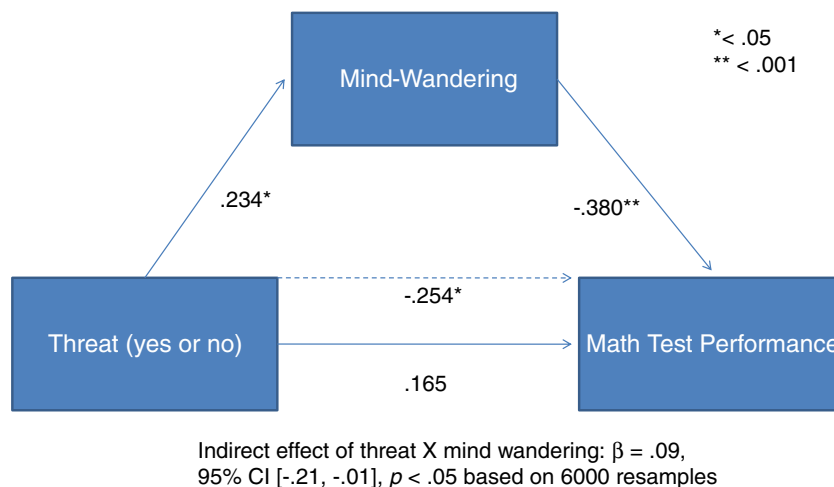 *< .05
** < .001
Mind-Wandering
.234*
-.380**
-.254*
Threat (yes or no)
Math Test Performance
.165
Indirect effect of threat X mind wandering: β = .09,
95% CI [-.21, -.01], p < .05 based on 6000 resamples